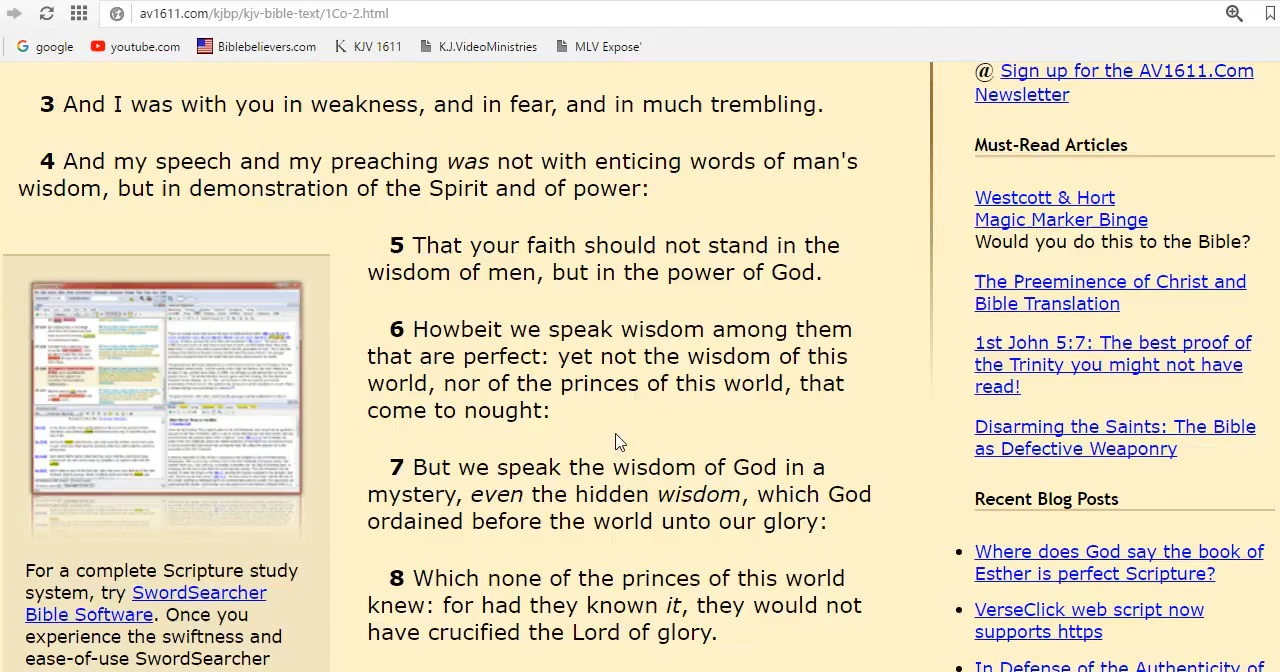 av1611.com/kjbp/kjv-bible-text/1Co-2.html
google youtube.com Biblebelievers.com KJV 1611 K.J.VideoMinistries MLV Expose'
3 And I was with you in weakness, and in fear, and in much trembling.
4 And my speech and my preaching was not with enticing words of man's
wisdom, but in demonstration of the Spirit and of power:
5 That your faith should not stand in the
wisdom of men, but in the power of God.
6 Howbeit we speak wisdom among them
that are perfect: yet not the wisdom of this
world, nor of the princes of this world, that
come to nought:
7 But we speak the wisdom of God in a
mystery, even the hidden wisdom, which God
ordained before the world unto our glory:
8 Which none of the princes of this world
knew: for had they known it, they would not
have crucified the Lord of glory.
For a complete Scripture study
system, try SwordSearcher
Bible Software. Once you
experience the swiftness and
ease-of-use SwordSearcher
@ Sign up for the AV1611.Com
Newsletter
Must-Read Articles
Westcott & Hort
Magic Marker Binge
Would you do this to the Bible?
The Preeminence of Christ and
Bible Translation
1st John 5:7: The best proof of
the Trinity you might not have
read!
Disarming the Saints: The Bible
as Defective Weaponry
Recent Blog Posts
Where does God say the book of
Esther is perfect Scripture?
VerseClick web script now
supports https
In Defense of the Authenticity of